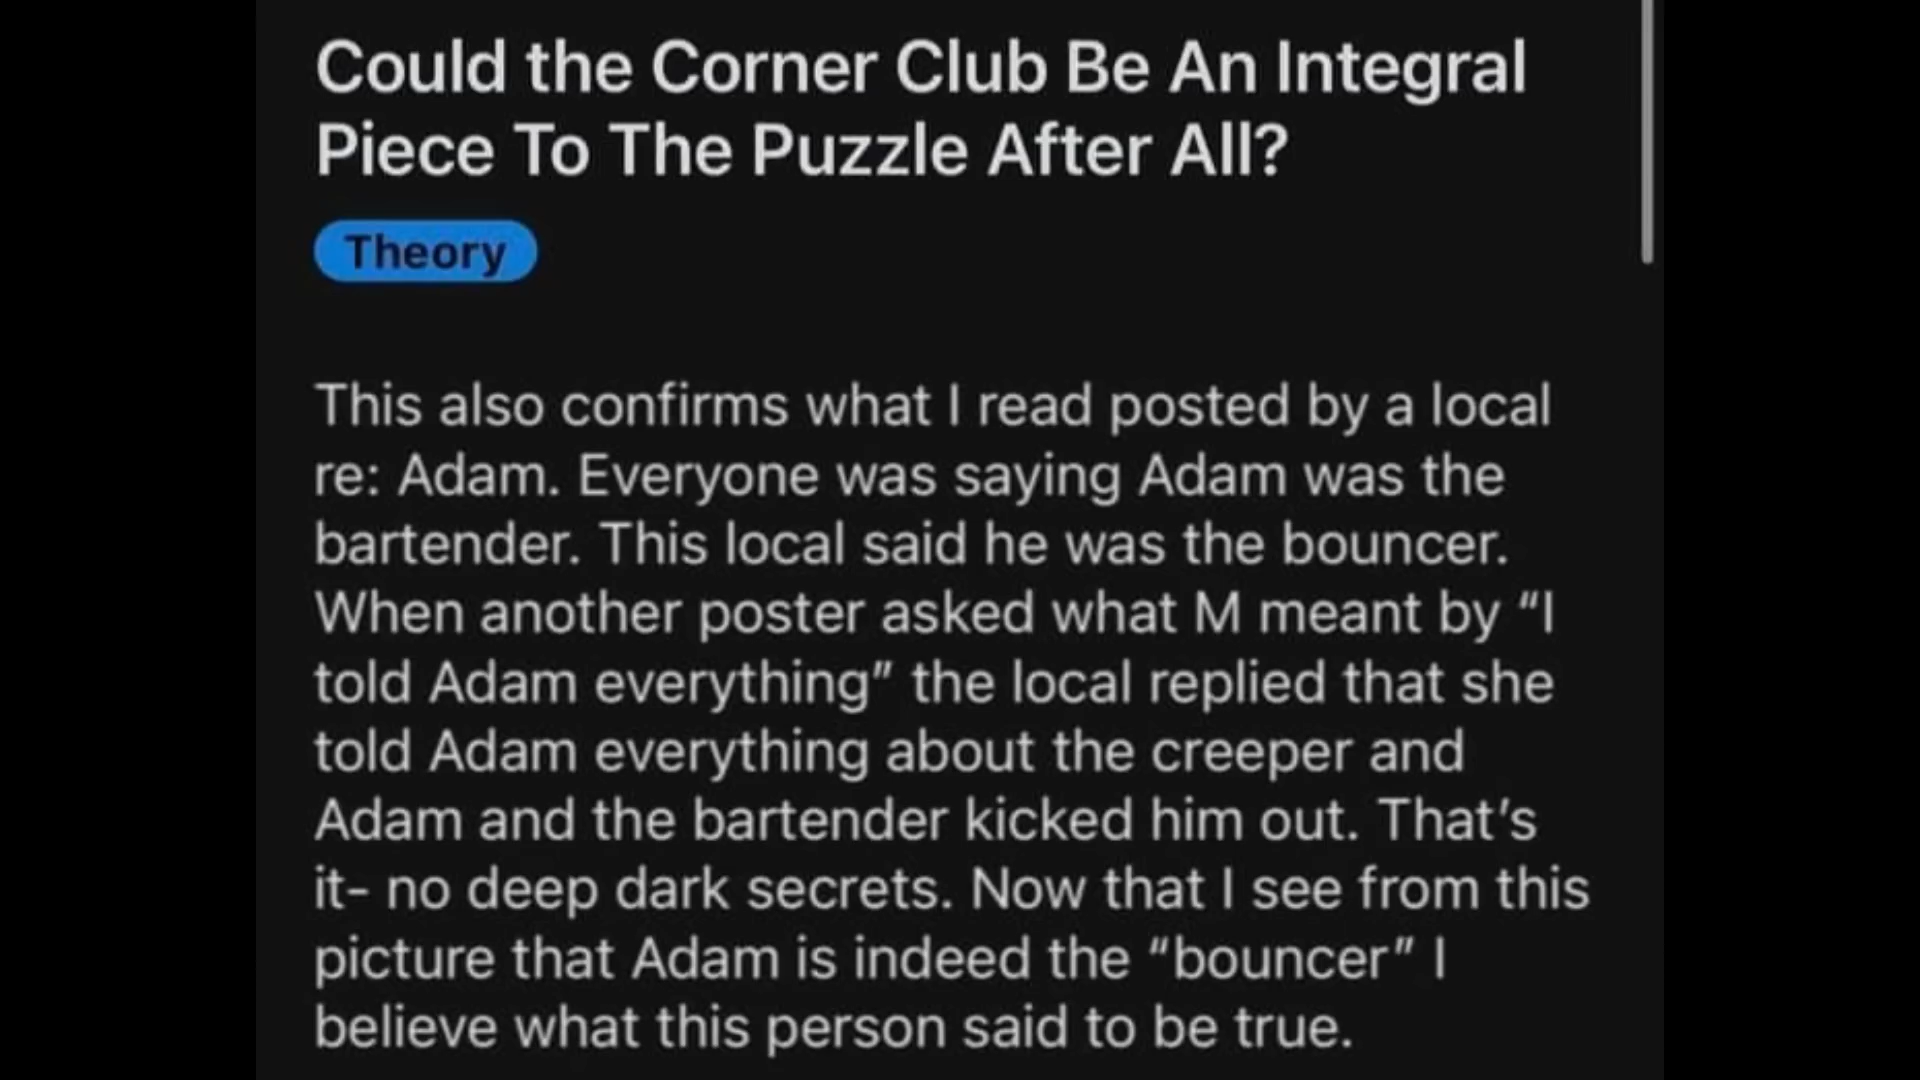 Could the Corner Club Be An Integral
Piece To The Puzzle After All?
Theory
This also confirms what I read posted by a local
re: Adam. Everyone was saying Adam was the
bartender. This local said he was the bouncer.
When another poster asked what M meant by “I
told Adam everything” the local replied that she
told Adam everything about the creeper and
Adam and the bartender kicked him out. That’s
it- no deep dark secrets. Now that I see from this
picture that Adam is indeed the “bouncer” I
believe what this person said to be true.